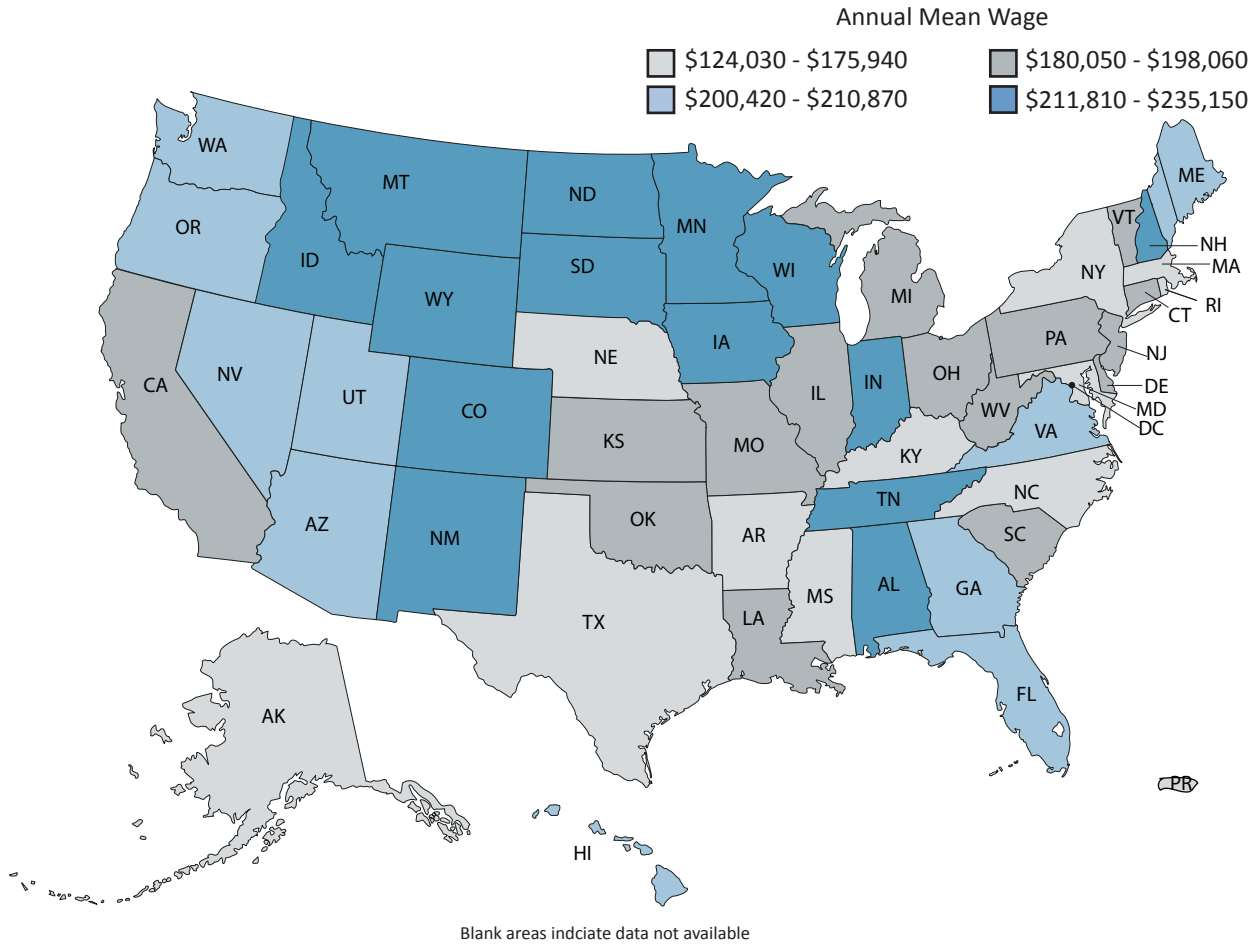 Annual Mean Wage
$124,030 - $175,940
$180,050 - $198,060
$200,420 - $210,870
$211,810 - $235,150
WA
MT
ND
MN
ME
OR
ID
SD
WI
VT
NH
MA
NY
WY
MI
RI
CT
IA
PA
NE
NJ
NV
OH
IN
CA
UT
IL
DE
CO
MD
WV
DC
VA
KS
MO
KY
NC
TN
AZ
OK
SC
NM
AR
AL
GA
MS
LA
TX
FL
AK
PR
HI
Blank areas indciate data not available